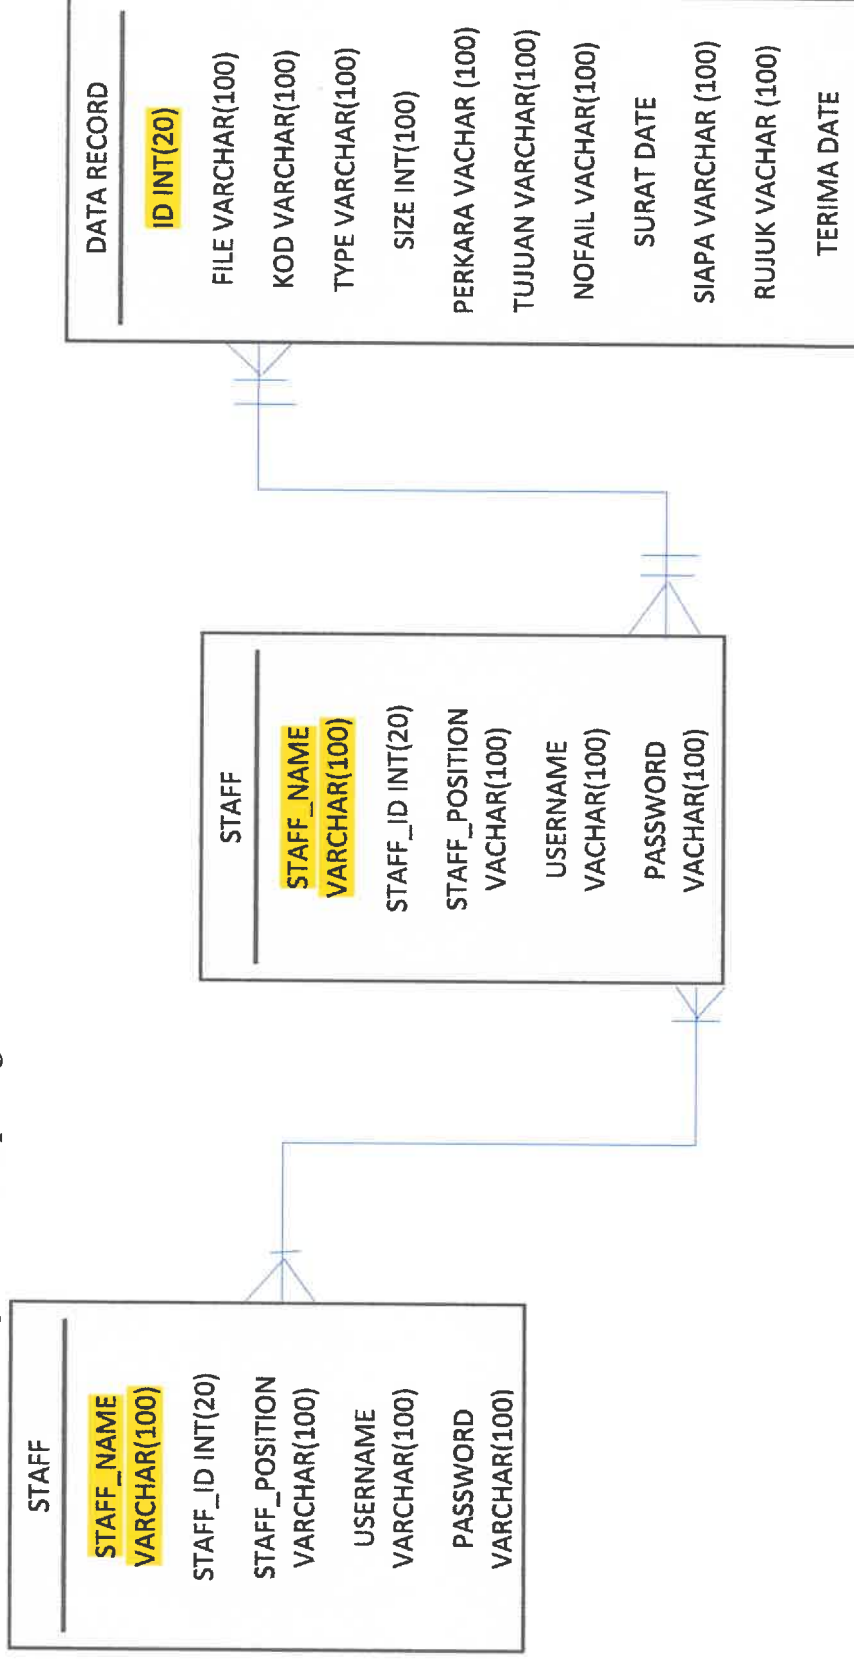 STAFF
STAFF_NAME
VARCHAR(100)
STAFF_ID INT(20)
STAFF_POSITION
VARCHAR(100)
USERNAME
VARCHAR(100)
PASSWORD
VARCHAR(100)
STAFF
STAFF_NAME
VARCHAR(100)
STAFF_ID INT(20)
STAFF_POSITION
VACHAR(100)
USERNAME
VACHAR(100)
PASSWORD
VACHAR(100)
DATA RECORD
ID INT(20)
FILE VARCHAR(100)
KOD VARCHAR(100)
TYPE VARCHAR(100)
SIZE INT(100)
PERKARA VACHAR (100)
TUJUAN VARCHAR(100)
NOFAIL VACHAR(100)
SURAT DATE
SIAPA VARCHAR (100)
RUJUK VACHAR (100)
TERIMA DATE